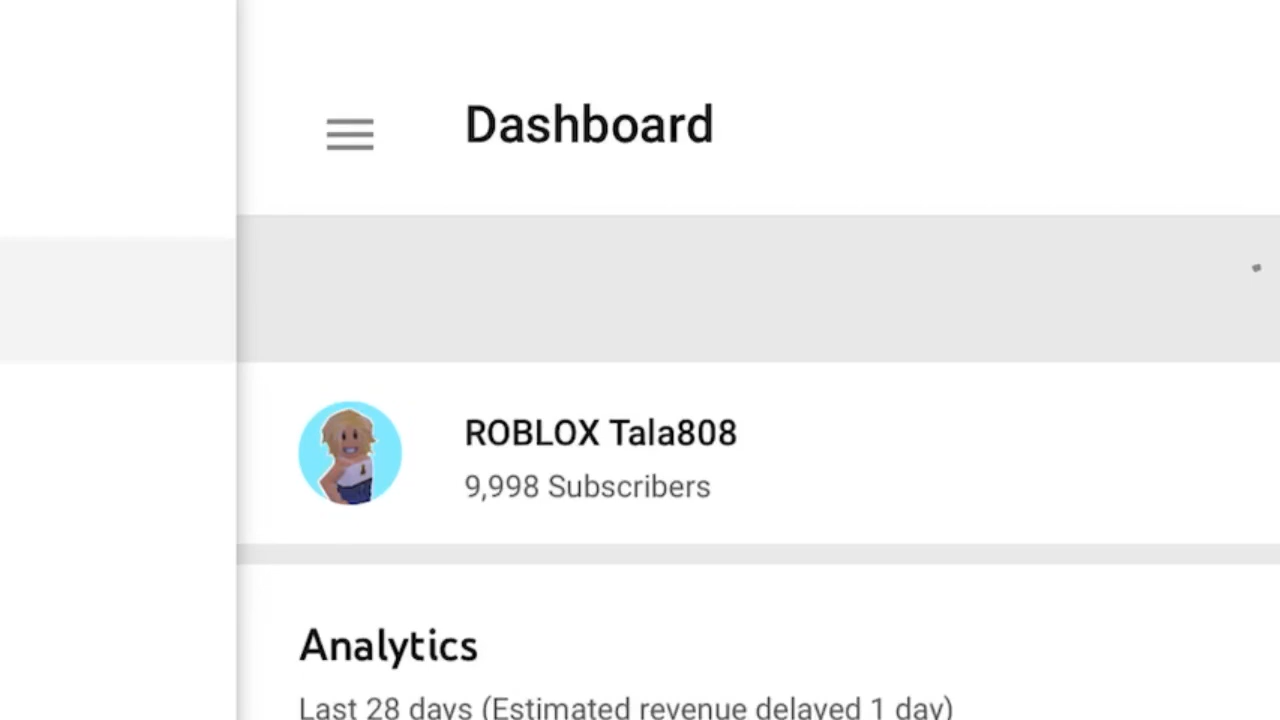 Dashboard
ROBLOX Tala808
9,998 Subscribers
Analytics
Last 28 days (Estimated revenue delayed 1 day)